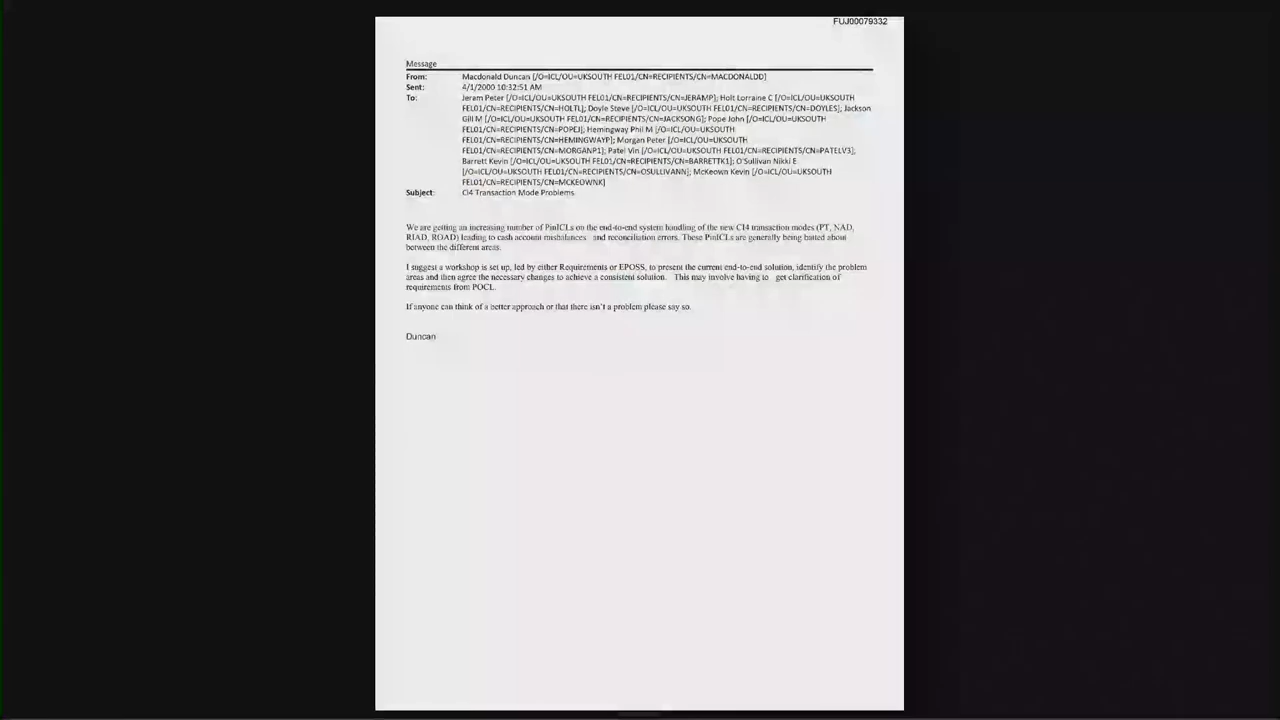 FUJ00079332
Message
From: Macdonald Duncan [/O=ICL/OU=UKSOUTH FEL01/CN=RECIPIENTS/CN=MACDONALDD]
Sent: 4/1/2000 10:32:51 AM
To: Jeram Peter [/O=ICL/OU=UKSOUTH FEL01/CN=RECIPIENTS/CN=JERAMP]; Holt Lorraine C [/O=ICL/OU=UKSOUTH
FEL01/CN=RECIPIENTS/CN=HOLTL]; Doyle Steve [/O=ICL/OU=UKSOUTH FEL01/CN=RECIPIENTS/CN=DOYLES]; Jackson
Gill M [/O=ICL/OU=UKSOUTH FEL01/CN=RECIPIENTS/CN=JACKSONG]; Pope John [/O=ICL/OU=UKSOUTH
FEL01/CN=RECIPIENTS/CN=POPEJ]; Hemingway Phil M [/O=ICL/OU=UKSOUTH
FEL01/CN=RECIPIENTS/CN=HEMINGWAYP]; Morgan Peter [/O=ICL/OU=UKSOUTH
FEL01/CN=RECIPIENTS/CN=MORGANP1]; Patel Vin [/O=ICL/OU=UKSOUTH FEL01/CN=RECIPIENTS/CN=PATELV3];
Barrett Kevin [/O=ICL/OU=UKSOUTH FEL01/CN=RECIPIENTS/CN=BARRETTK1]; O'Sullivan Nikki E
[/O=ICL/OU=UKSOUTH FEL01/CN=RECIPIENTS/CN=OSULLIVANN]; McKeown Kevin [/O=ICL/OU=UKSOUTH
FEL01/CN=RECIPIENTS/CN=MCKEOWNK]
Subject: CI4 Transaction Mode Problems
We are getting an increasing number of PinICLs on the end-to-end system handling of the new CI4 transaction modes (PT, NAD,
RIAD, ROAD) leading to cash account misbalances and reconciliation errors. These PinICLs are generally being batted about
between the different areas.
I suggest a workshop is set up, led by either Requirements or EPOSS, to present the current end-to-end solution, identify the problem
areas and then agree the necessary changes to achieve a consistent solution. This may involve having to get clarification of
requirements from POCL.
If anyone can think of a better approach or that there isn't a problem please say so.
Duncan